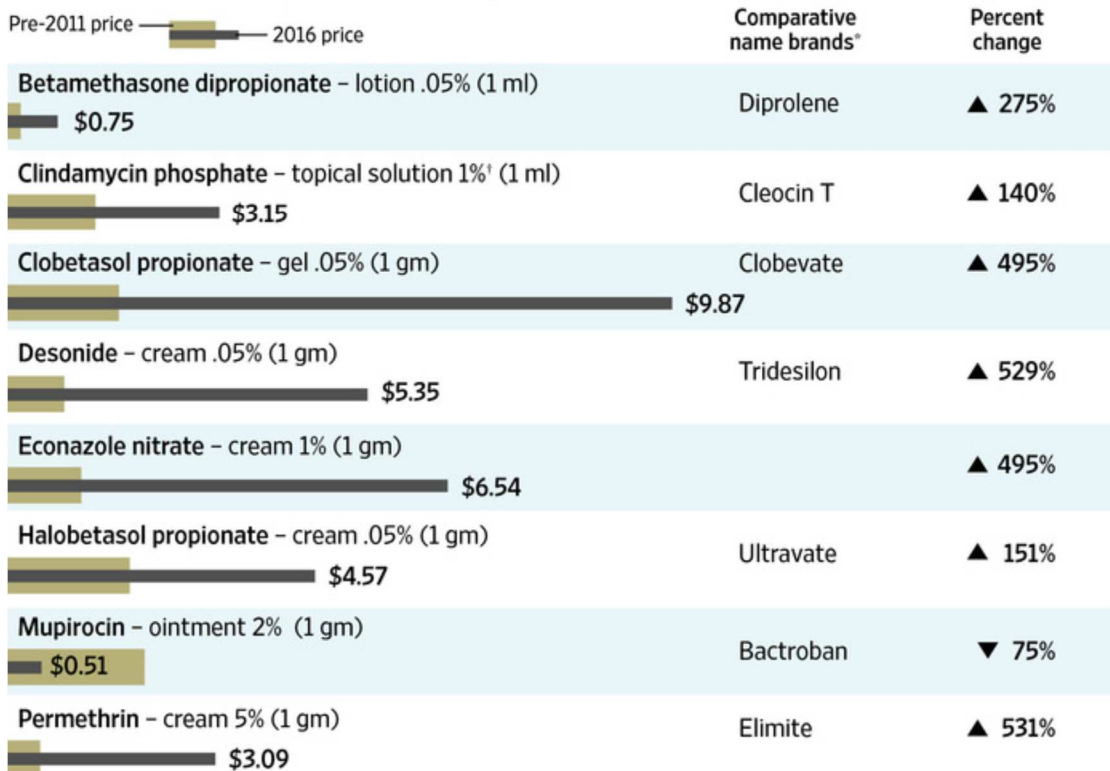 Pre-2011 price
2016 price
Comparative name brands*
Percent change
Betamethasone dipropionate – lotion .05% (1 ml)
$0.75
Diprolene
▲ 275%
Clindamycin phosphate – topical solution 1%† (1 ml)
$3.15
Cleocin T
▲ 140%
Clobetasol propionate – gel .05% (1 gm)
$9.87
Clobevate
▲ 495%
Desonide – cream .05% (1 gm)
$5.35
Tridesilon
▲ 529%
Econazole nitrate – cream 1% (1 gm)
$6.54
▲ 495%
Halobetasol propionate – cream .05% (1 gm)
$4.57
Ultravate
▲ 151%
Mupirocin – ointment 2% (1 gm)
$0.51
Bactroban
▼ 75%
Permethrin – cream 5% (1 gm)
$3.09
Elimite
▲ 531%